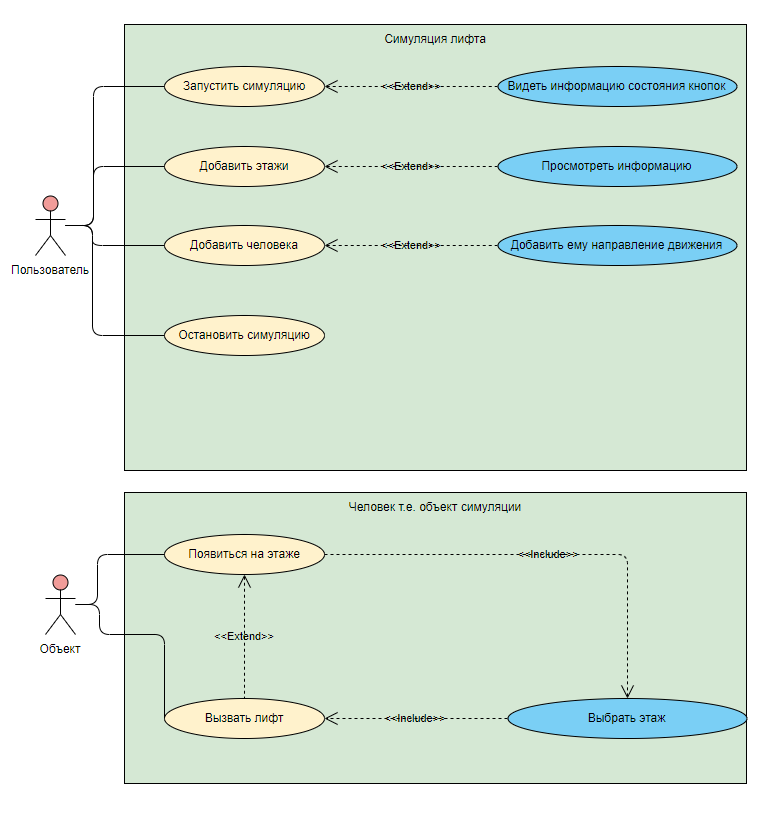 Симуляция лифта
Запустить симуляцию
<<Extend>>
Видеть информацию состояния кнопок
Добавить этажи
<<Extend>>
Просмотреть информацию
Добавить человека
<<Extend>>
Добавить ему направление движения
Пользователь
Остановить симуляцию
Человек т.е. объект симуляции
Появиться на этаже
<<Include>>
Объект
<<Extend>>
Вызвать лифт
<<Include>>
Выбрать этаж